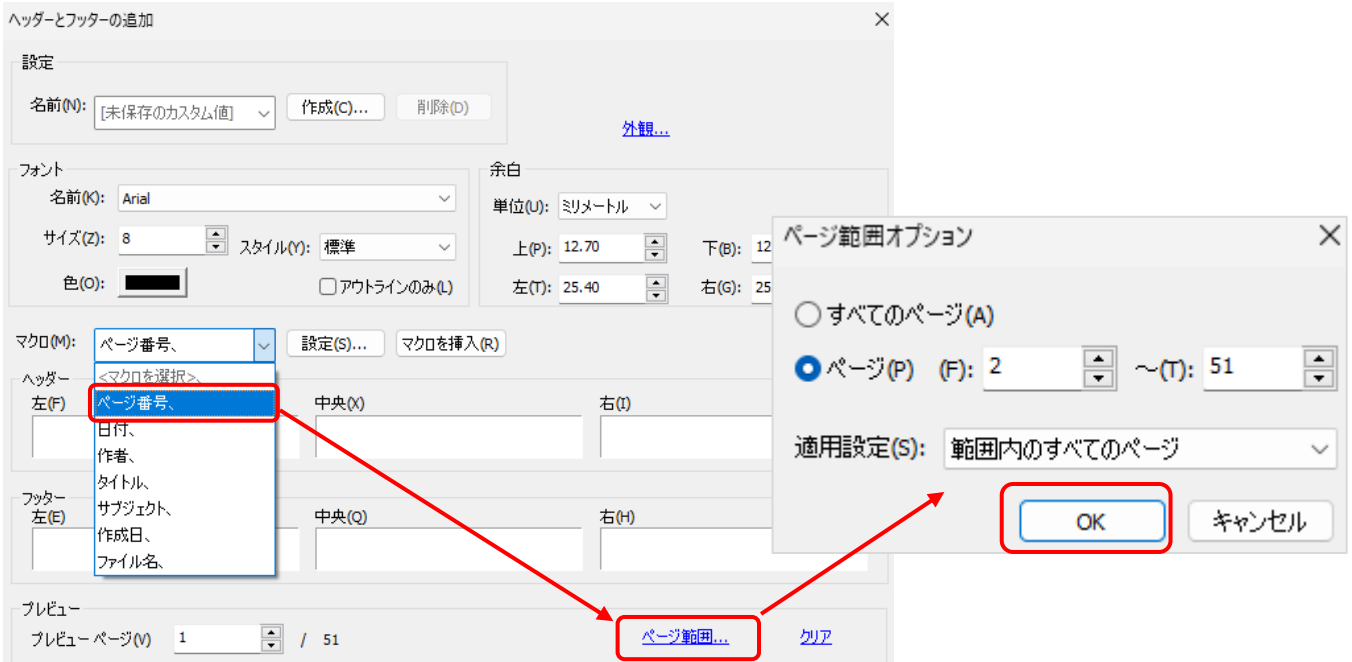 ヘッダーとフッターの追加
設定
名前(N): [未保存のカスタム値] 作成(C)... 削除(D)
外観...
フォント
名前(K): Arial
サイズ(Z): 8 スタイル(Y): 標準
色(O): アウトラインのみ(L)
余白
単位(U): ミリメートル
上(P): 12.70 下(B): 12
左(T): 25.40 右(G): 25
マクロ(M): ページ番号、 設定(S)... マクロを挿入(R)
<マクロを選択>、
ページ番号、
日付、
作者、
タイトル、
サブジェクト、
作成日、
ファイル名、
ヘッダー
左(F) 中央(X) 右(I)
フッター
左(E) 中央(Q) 右(H)
プレビュー
プレビュー ページ(V) 1 / 51 ページ範囲... クリア
ページ範囲オプション
すべてのページ(A)
ページ(P) (F): 2 ～(T): 51
適用設定(S): 範囲内のすべてのページ
OK キャンセル